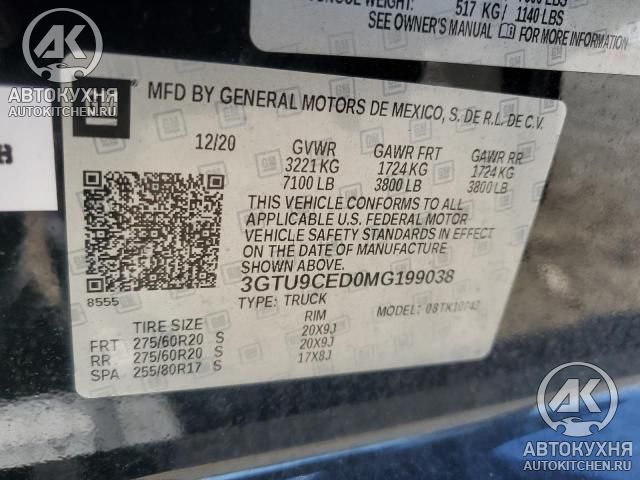 517 KG/ 1140 LBS
SEE OWNER'S MANUAL FOR MORE INFORMATION
АК
АВТОКУХНЯ
AUTOKITCHEN.RU
GM
MFD BY GENERAL MOTORS DE MEXICO, S. DE R.L. DE C.V.
12/20 GVWR GAWR FRT GAWR RR
3221 KG 1724 KG 1724 KG
7100 LB 3800 LB 3800 LB
THIS VEHICLE CONFORMS TO ALL
APPLICABLE U.S. FEDERAL MOTOR
VEHICLE SAFETY STANDARDS IN EFFECT
ON THE DATE OF MANUFACTURE
SHOWN ABOVE.
8555
3GTU9CED0MG199038
TYPE: TRUCK MODEL: 08TK10743
TIRE SIZE RIM
FRT 275/60R20 S 20X9J
RR 275/60R20 S 20X9J
SPA 255/80R17 S 17X8J
АК
АВТОКУХНЯ
AUTOKITCHEN.RU